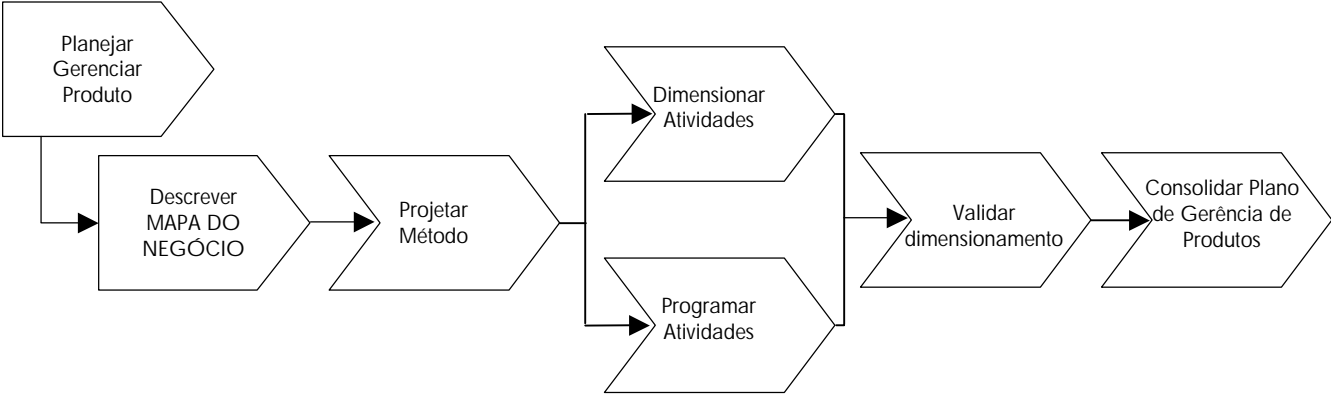 Planejar
Gerenciar
Produto
Descrever
MAPA DO
NEGÓCIO
Projetar
Método
Dimensionar
Atividades
Programar
Atividades
Validar
dimensionamento
Consolidar Plano
de Gerência de
Produtos